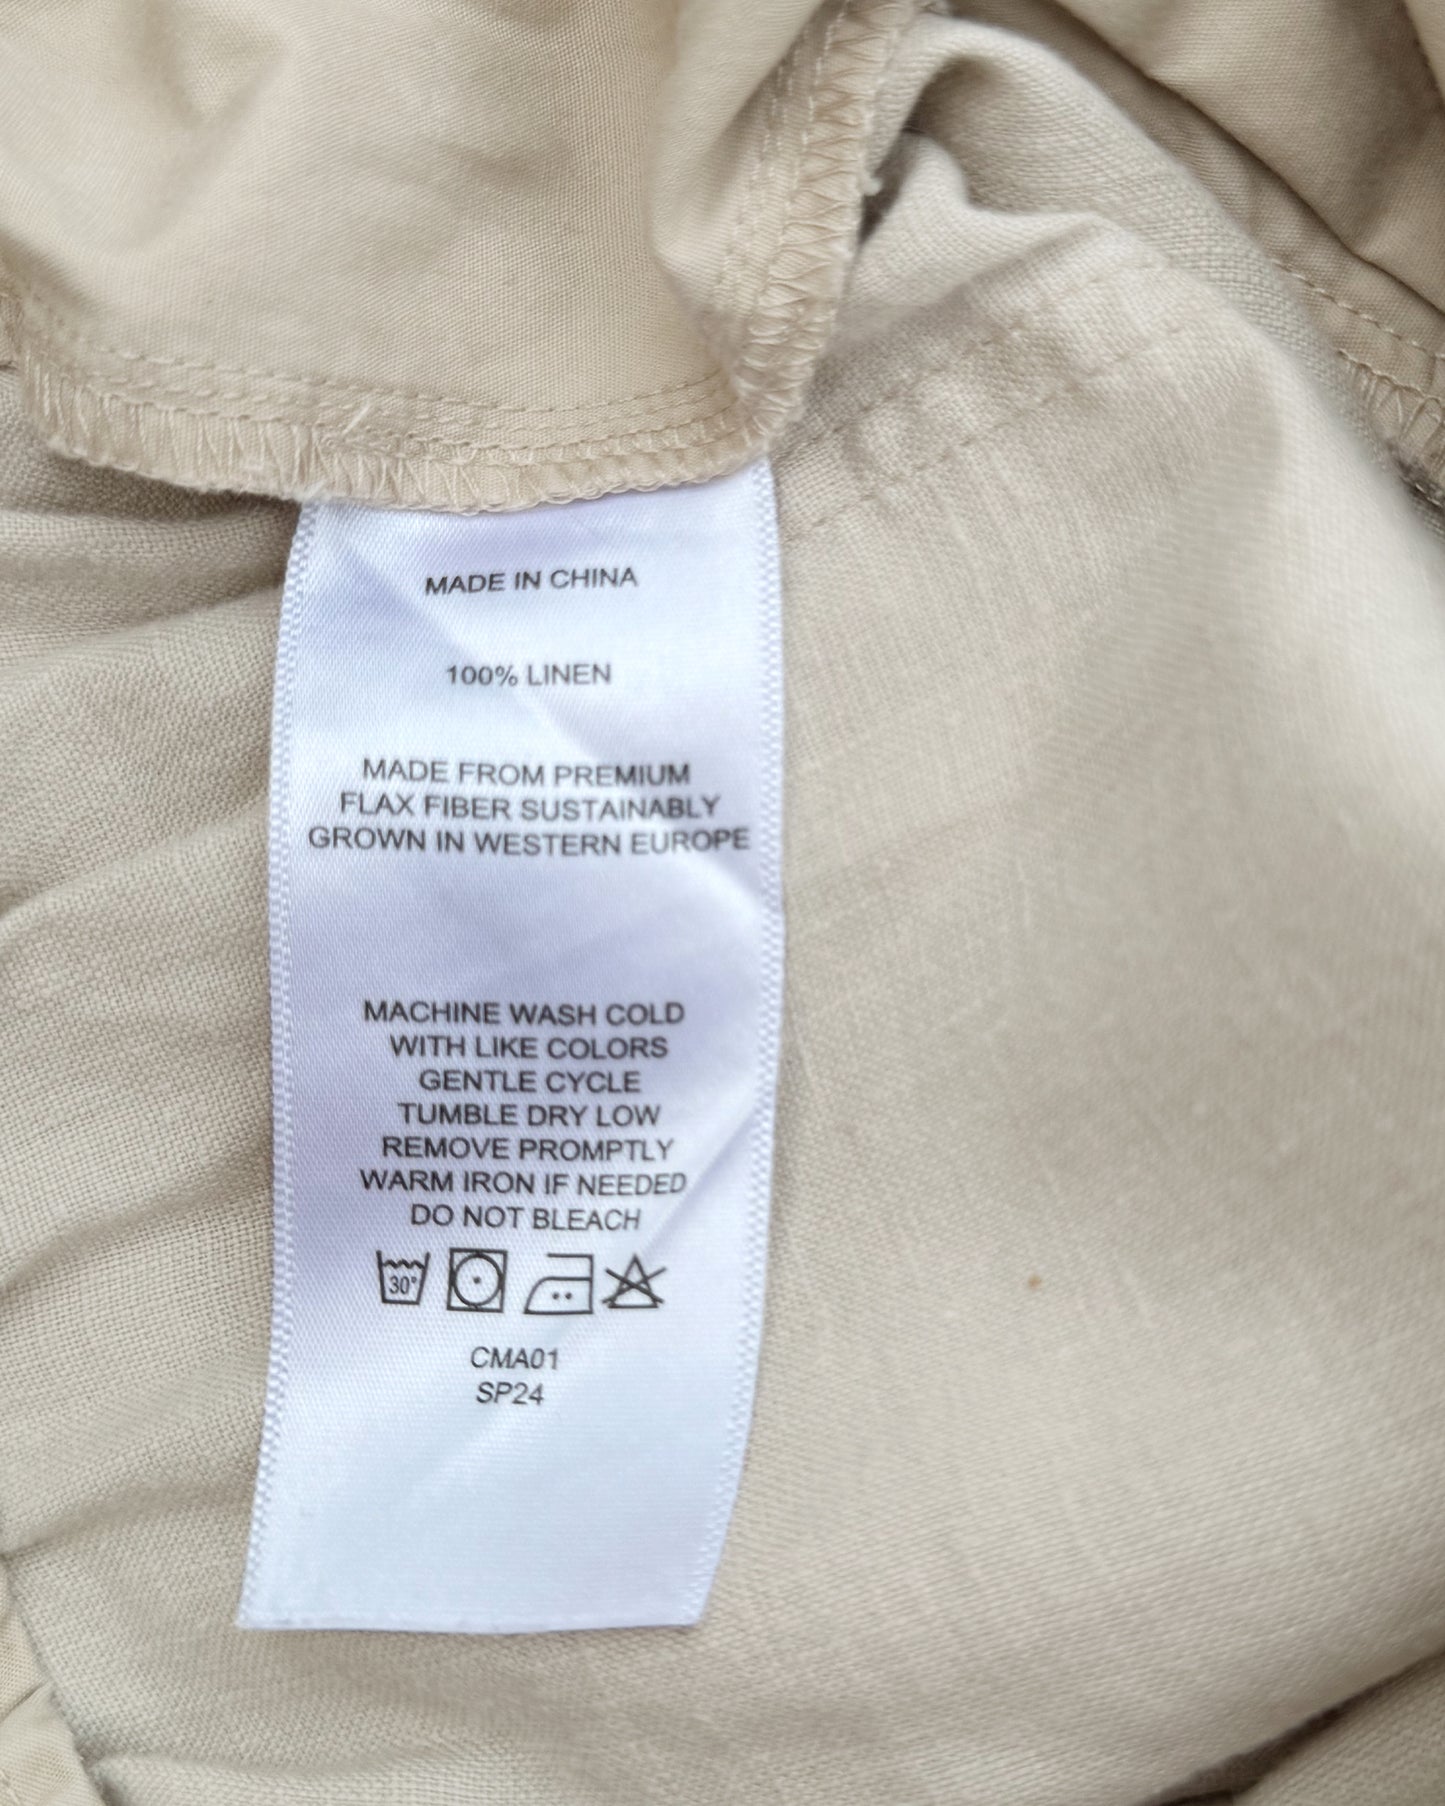 MADE IN CHINA
100% LINEN
MADE FROM PREMIUM
FLAX FIBER SUSTAINABLY
GROWN IN WESTERN EUROPE
MACHINE WASH COLD
WITH LIKE COLORS
GENTLE CYCLE
TUMBLE DRY LOW
REMOVE PROMPTLY
WARM IRON IF NEEDED
DO NOT BLEACH
30°
CMA01
SP24